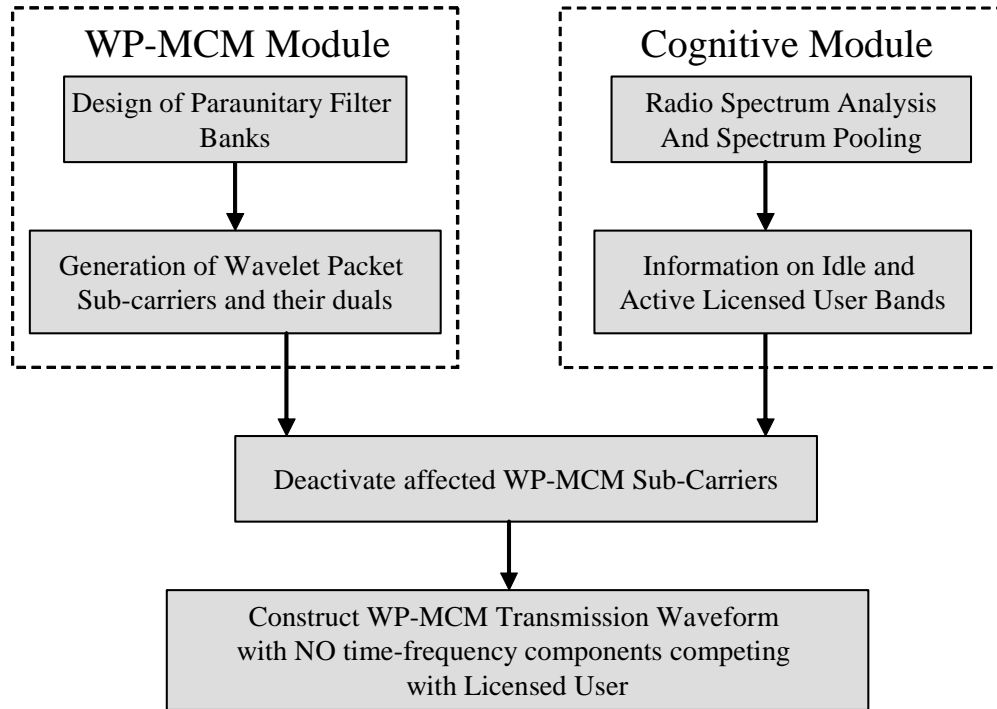 WP-MCM Module
Design of Paraunitary Filter
Banks
Generation of Wavelet Packet
Sub-carriers and their duals
Cognitive Module
Radio Spectrum Analysis
And Spectrum Pooling
Information on Idle and
Active Licensed User Bands
Deactivate affected WP-MCM Sub-Carriers
Construct WP-MCM Transmission Waveform
with NO time-frequency components competing
with Licensed User